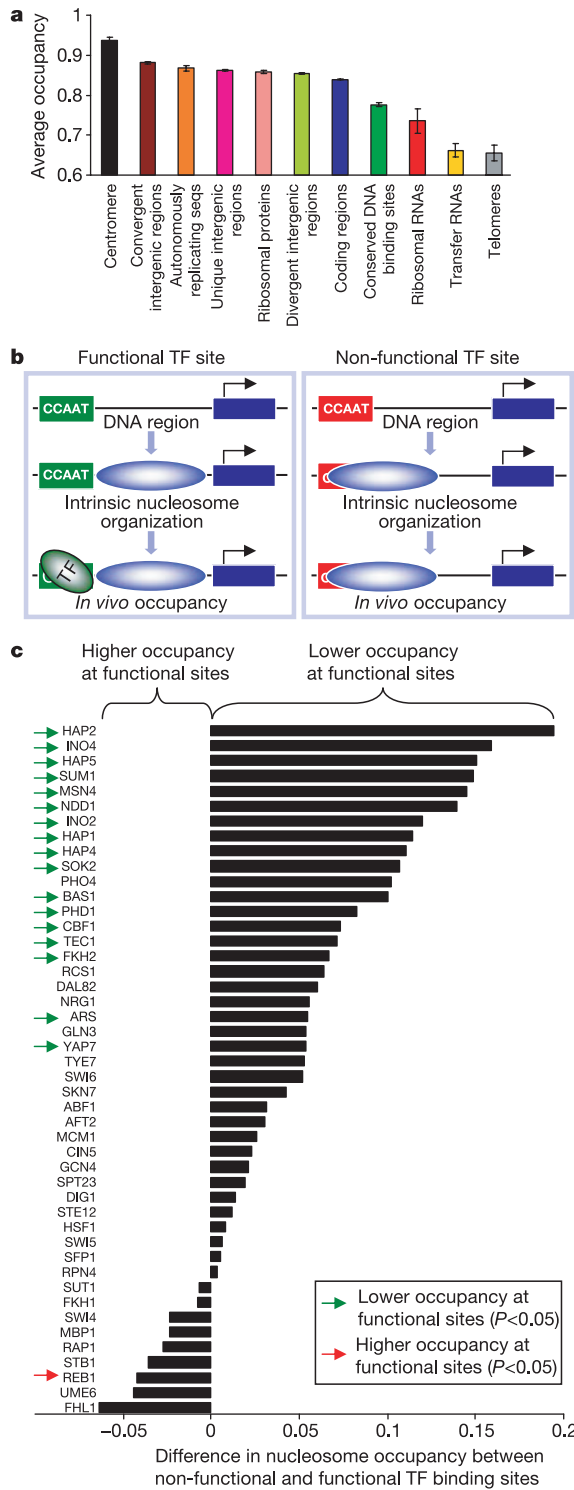 a
Average occupancy
1
0.9
0.8
0.7
0.6
Centromere
Convergent
intergenic regions
Autonomously
replicating seqs
Unique intergenic
regions
Ribosomal proteins
Divergent intergenic
regions
Coding regions
Conserved DNA
binding sites
Ribosomal RNAs
Transfer RNAs
Telomeres
b
Functional TF site
CCAAT
DNA region
CCAAT
Intrinsic nucleosome
organization
TF
In vivo occupancy
Non-functional TF site
CCAAT
DNA region
Intrinsic nucleosome
organization
In vivo occupancy
c
Higher occupancy
at functional sites
Lower occupancy
at functional sites
HAP2
INO4
HAP5
SUM1
MSN4
NDD1
INO2
HAP1
HAP4
SOK2
PHO4
BAS1
PHD1
CBF1
TEC1
FKH2
RCS1
DAL82
NRG1
ARS
GLN3
YAP7
TYE7
SWI6
SKN7
ABF1
AFT2
MCM1
CIN5
GCN4
SPT23
DIG1
STE12
HSF1
SWI5
SFP1
RPN4
SUT1
FKH1
SWI4
MBP1
RAP1
STB1
REB1
UME6
FHL1
Lower occupancy at
functional sites (P<0.05)
Higher occupancy at
functional sites (P<0.05)
−0.05
0
0.05
0.1
0.15
0.2
Difference in nucleosome occupancy between
non-functional and functional TF binding sites